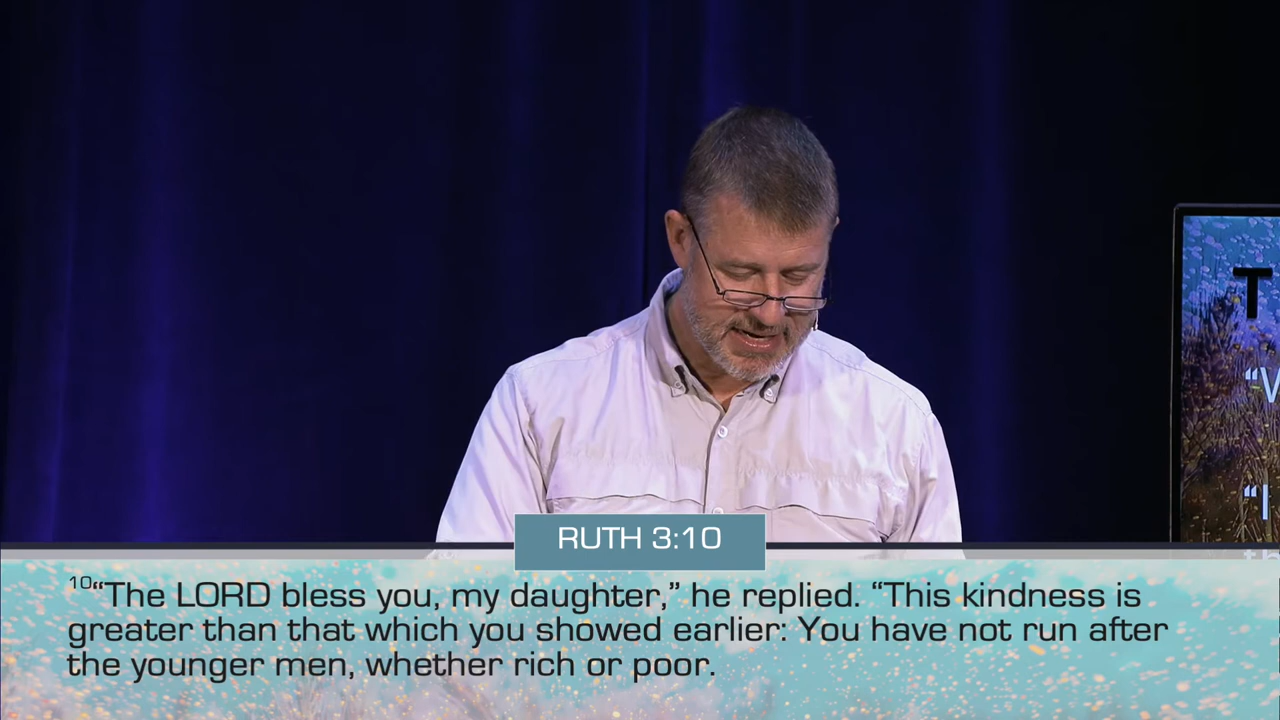 T
“W
“I
RUTH 3:10
10“The LORD bless you, my daughter,” he replied. “This kindness is
greater than that which you showed earlier: You have not run after
the younger men, whether rich or poor.